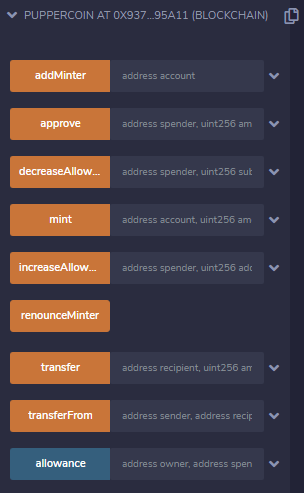 PUPPERCOIN AT 0X937...95A11 (BLOCKCHAIN)
addMinter address account
approve address spender, uint256 am
decreaseAllow... address spender, uint256 sub
mint address account, uint256 am
increaseAllow... address spender, uint256 add
renounceMinter
transfer address recipient, uint256 am
transferFrom address sender, address recip
allowance address owner, address spen